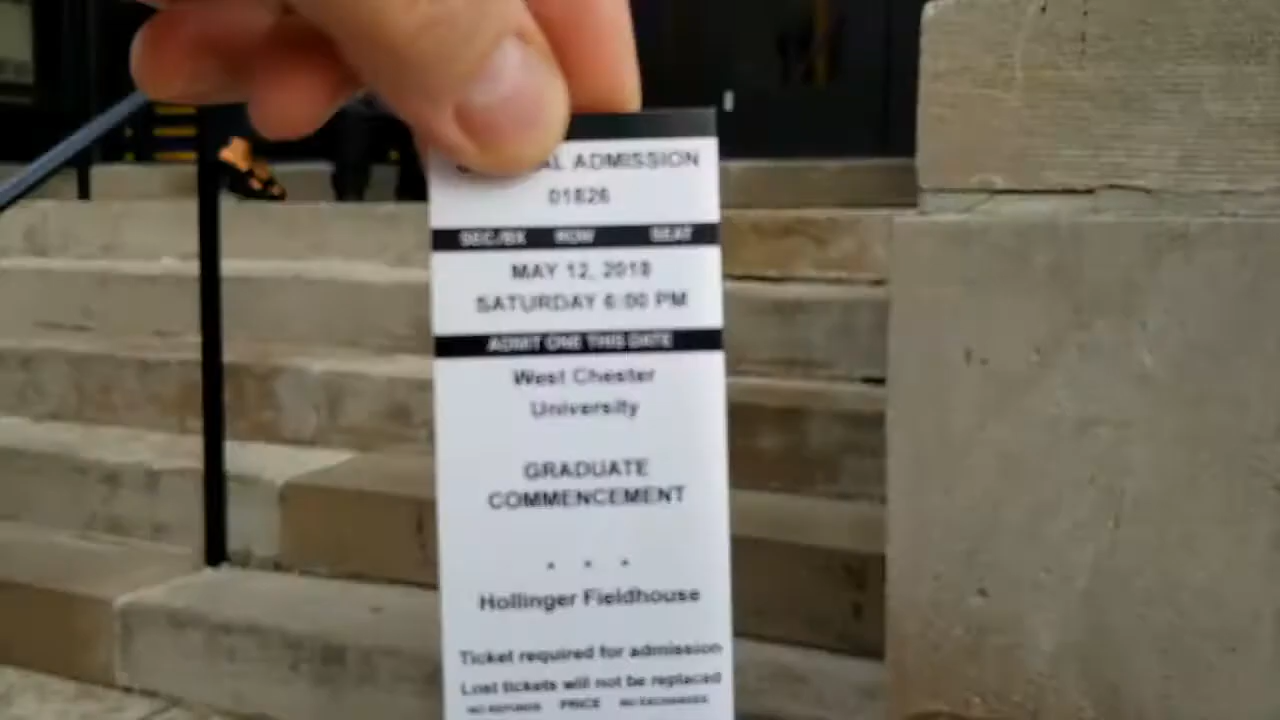 AL ADMISSION
01626
SEC/BX ROW SEAT
MAY 12, 2018
SATURDAY 6:00 PM
ADMIT ONE THIS DATE
West Chester
University
GRADUATE
COMMENCEMENT
. . .
Hollinger Fieldhouse
Ticket required for admission
Lost tickets will not be replaced
NO REFUNDS PRICE NO EXCHANGES